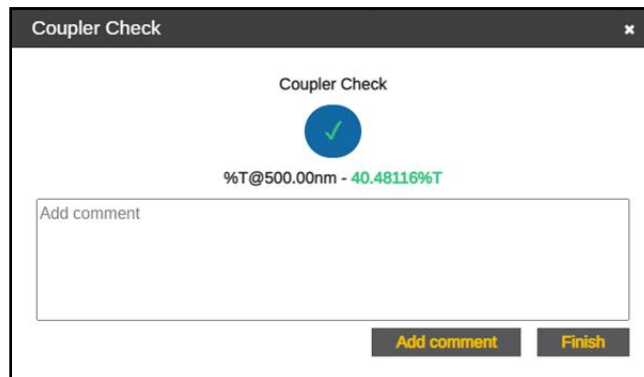 Coupler Check
Coupler Check
%T@500.00nm - 40.48116%T
Add comment
Add comment
Finish